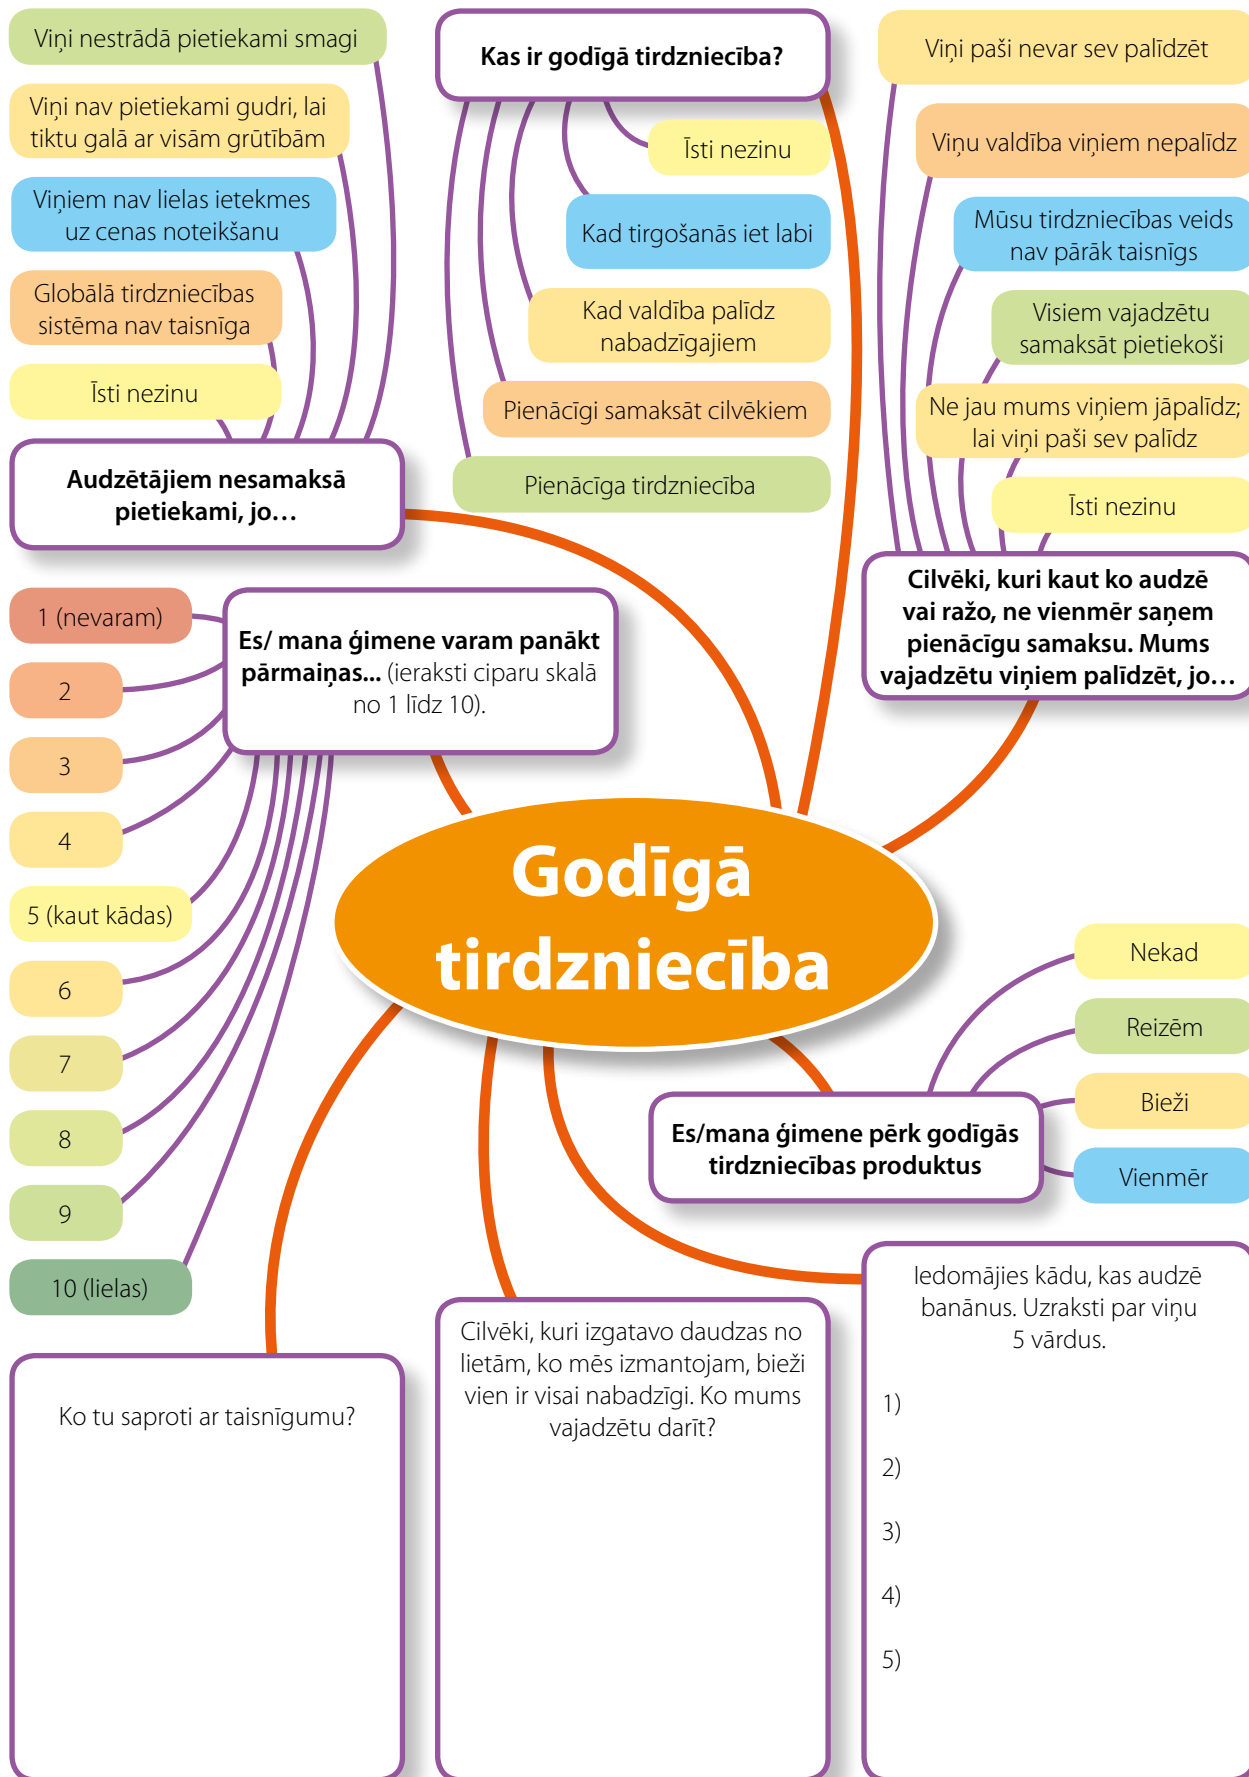 Viņi nestrādā pietiekami smagi
Viņi nav pietiekami gudri, lai
tiktu galā ar visām grūtībām
Viņiem nav lielas ietekmes
uz cenas noteikšanu
Globālā tirdzniecības
sistēma nav taisnīga
Īsti nezinu
Audzētājiem nesamaksā
pietiekami, jo…
Kas ir godīgā tirdzniecība?
Īsti nezinu
Kad tirgošanās iet labi
Kad valdība palīdz
nabadzīgajiem
Pienācīgi samaksāt cilvēkiem
Pienācīga tirdzniecība
Viņi paši nevar sev palīdzēt
Viņu valdība viņiem nepalīdz
Mūsu tirdzniecības veids
nav pārāk taisnīgs
Visiem vajadzētu
samaksāt pietiekoši
Ne jau mums viņiem jāpalīdz;
lai viņi paši sev palīdz
Īsti nezinu
Cilvēki, kuri kaut ko audzē
vai ražo, ne vienmēr saņem
pienācīgu samaksu. Mums
vajadzētu viņiem palīdzēt, jo…
Es/ mana ģimene varam panākt
pārmaiņas... (ieraksti ciparu skalā
no 1 līdz 10).
1 (nevaram)
2
3
4
5 (kaut kādas)
6
7
8
9
10 (lielas)
Godīgā
tirdzniecība
Es/mana ģimene pērk godīgās
tirdzniecības produktus
Nekad
Reizēm
Bieži
Vienmēr
Ko tu saproti ar taisnīgumu?
Cilvēki, kuri izgatavo daudzas no
lietām, ko mēs izmantojam, bieži
vien ir visai nabadzīgi. Ko mums
vajadzētu darīt?
Iedomājies kādu, kas audzē
banānus. Uzraksti par viņu
5 vārdus.
1)
2)
3)
4)
5)